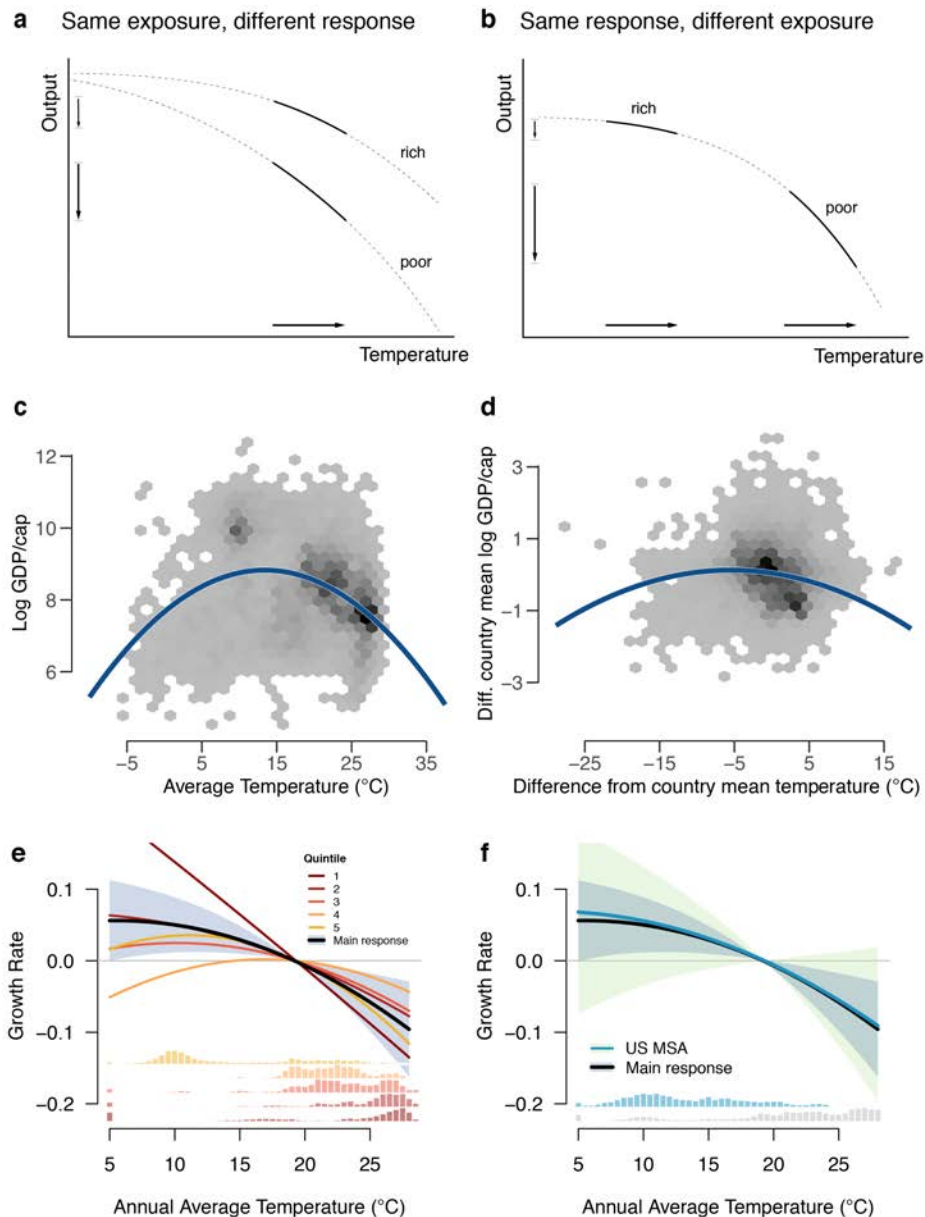 a Same exposure, different response
Output
rich
poor
Temperature
b Same response, different exposure
Output
rich
poor
Temperature
c
Log GDP/cap
12
10
8
6
−5 5 15 25 35
Average Temperature (°C)
d
Diff. country mean log GDP/cap
3
1
−1
−3
−25 −15 −5 5 15
Difference from country mean temperature (°C)
e
Growth Rate
0.1
0.0
−0.1
−0.2
Quintile
1
2
3
4
5
Main response
5 10 15 20 25
Annual Average Temperature (°C)
f
Growth Rate
0.1
0.0
−0.1
−0.2
US MSA
Main response
5 10 15 20 25
Annual Average Temperature (°C)